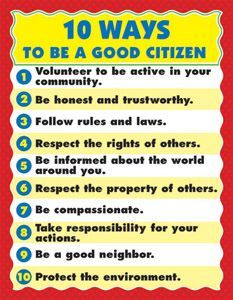 10 WAYS
TO BE A GOOD CITIZEN
1 Volunteer to be active in your
community.
2 Be honest and trustworthy.
3 Follow rules and laws.
4 Respect the rights of others.
5 Be informed about the world
around you.
6 Respect the property of others.
7 Be compassionate.
8 Take responsibility for your
actions.
9 Be a good neighbor.
10 Protect the environment.